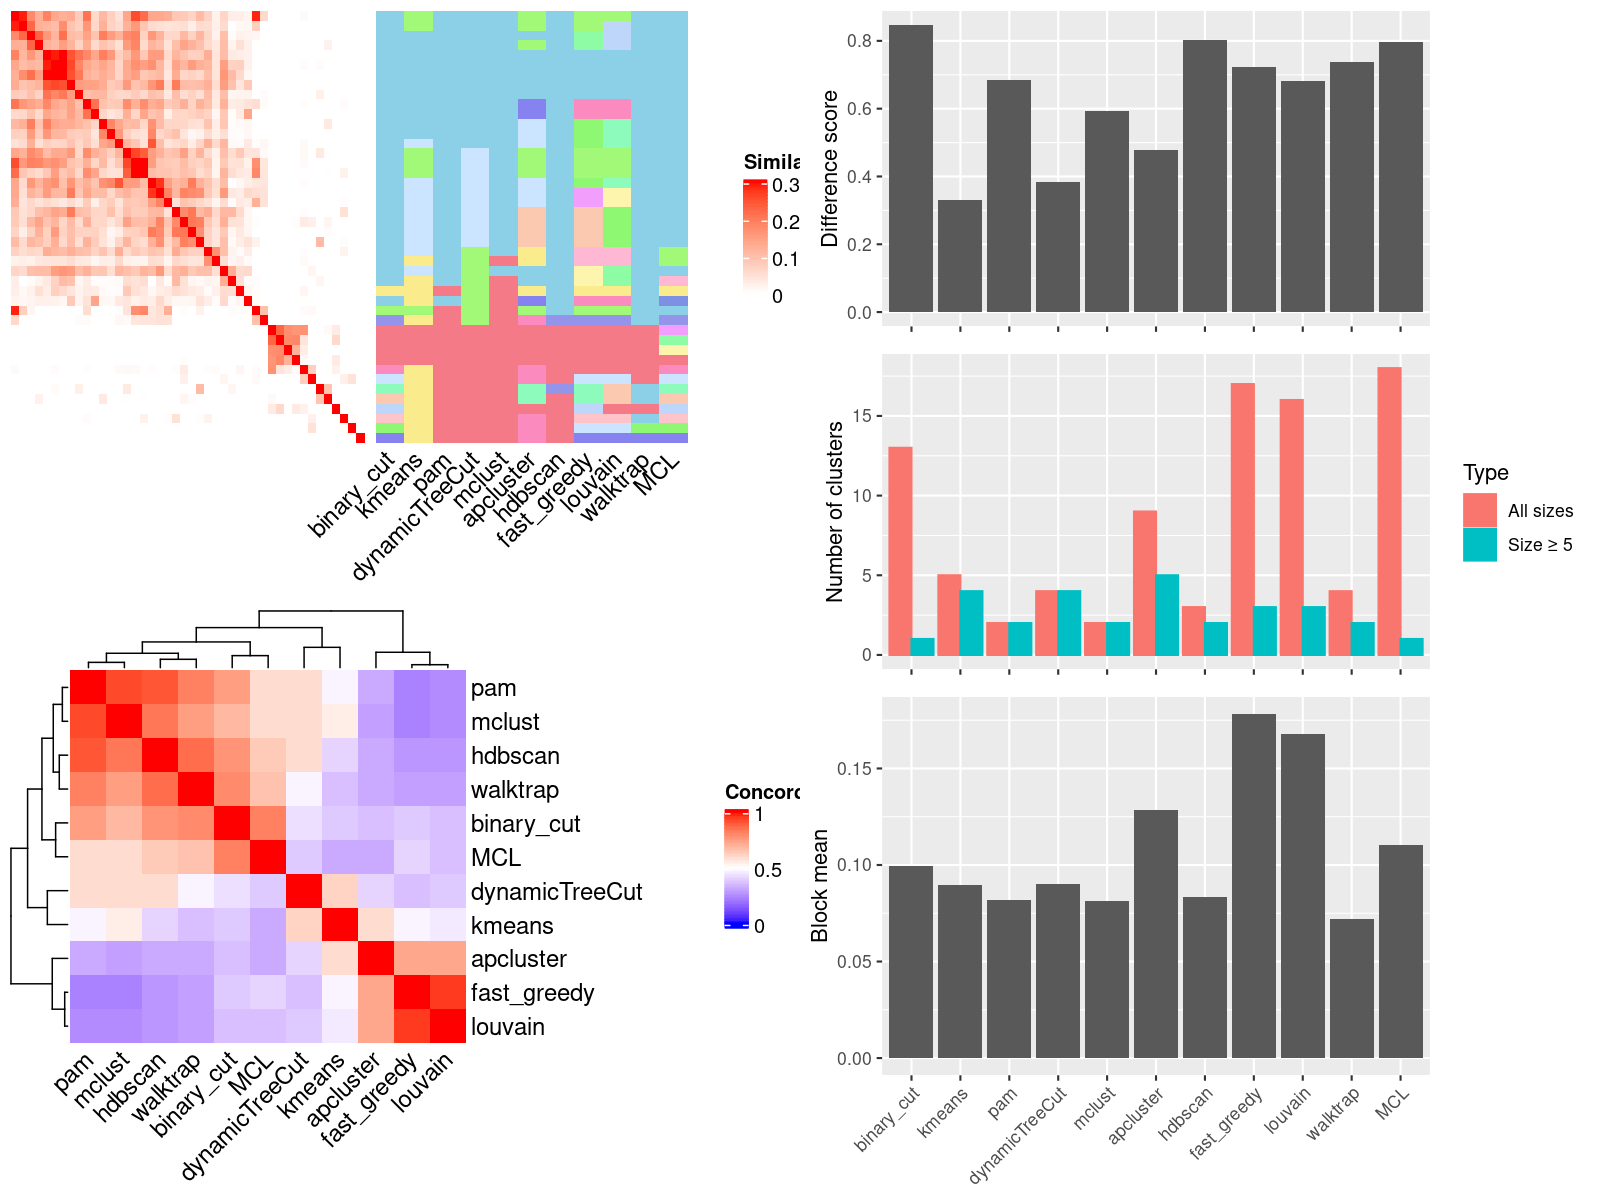 Simila
0.3
0.2
0.1
0
binary_cut
kmeans
pam
dynamicTreeCut
mclust
apcluster
hdbscan
fast_greedy
louvain
walktrap
MCL
pam
mclust
hdbscan
walktrap
binary_cut
MCL
dynamicTreeCut
kmeans
apcluster
fast_greedy
louvain
pam
mclust
hdbscan
walktrap
binary_cut
MCL
dynamicTreeCut
kmeans
apcluster
fast_greedy
louvain
Concord
1
0.5
0
Difference score
0.8
0.6
0.4
0.2
0.0
Number of clusters
15
10
5
0
Type
All sizes
Size ≥ 5
Block mean
0.15
0.10
0.05
0.00
binary_cut
kmeans
pam
dynamicTreeCut
mclust
apcluster
hdbscan
fast_greedy
louvain
walktrap
MCL